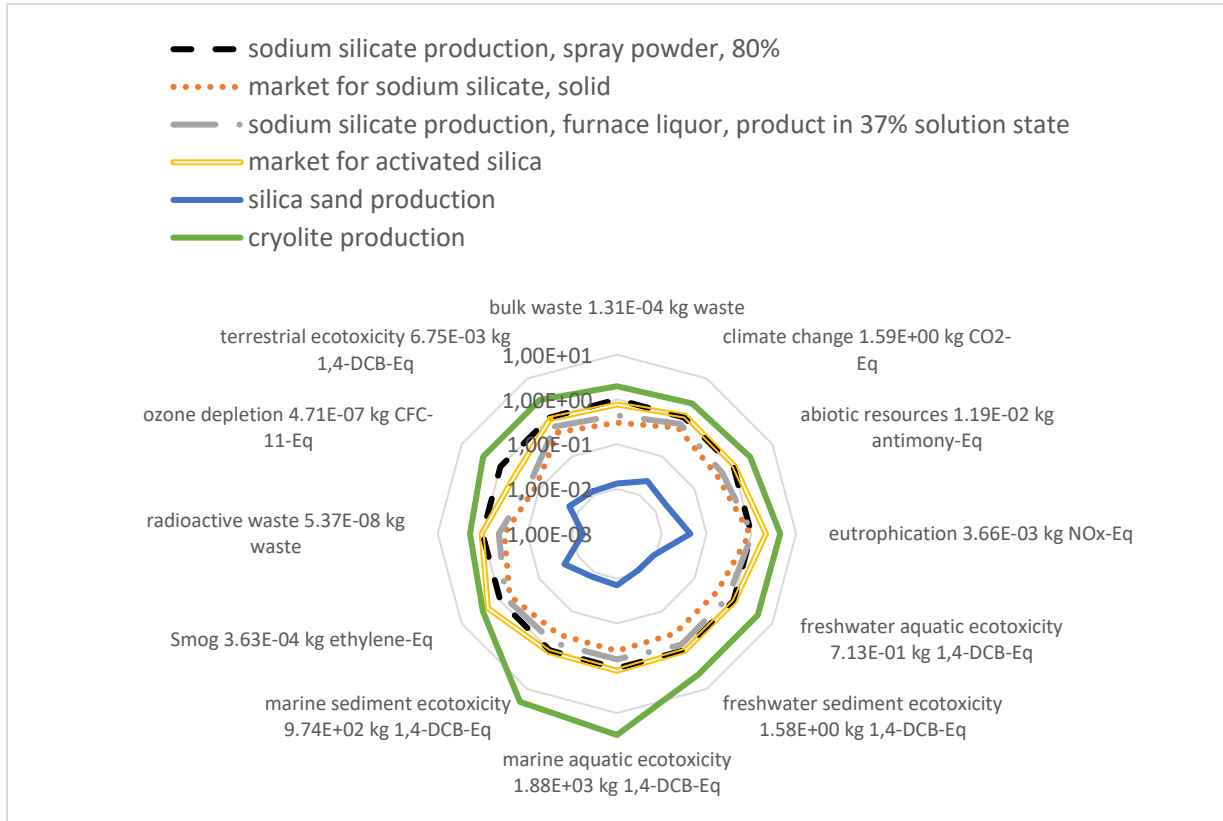 sodium silicate production, spray powder, 80%
market for sodium silicate, solid
sodium silicate production, furnace liquor, product in 37% solution state
market for activated silica
silica sand production
cryolite production
bulk waste 1.31E-04 kg waste
climate change 1.59E+00 kg CO2-
Eq
abiotic resources 1.19E-02 kg
antimony-Eq
eutrophication 3.66E-03 kg NOx-Eq
freshwater aquatic ecotoxicity
7.13E-01 kg 1,4-DCB-Eq
freshwater sediment ecotoxicity
1.58E+00 kg 1,4-DCB-Eq
marine aquatic ecotoxicity
1.88E+03 kg 1,4-DCB-Eq
marine sediment ecotoxicity
9.74E+02 kg 1,4-DCB-Eq
Smog 3.63E-04 kg ethylene-Eq
radioactive waste 5.37E-08 kg
waste
ozone depletion 4.71E-07 kg CFC-
11-Eq
terrestrial ecotoxicity 6.75E-03 kg
1,4-DCB-Eq
1,00E+01
1,00E+00
1,00E-01
1,00E-02
1,00E-03